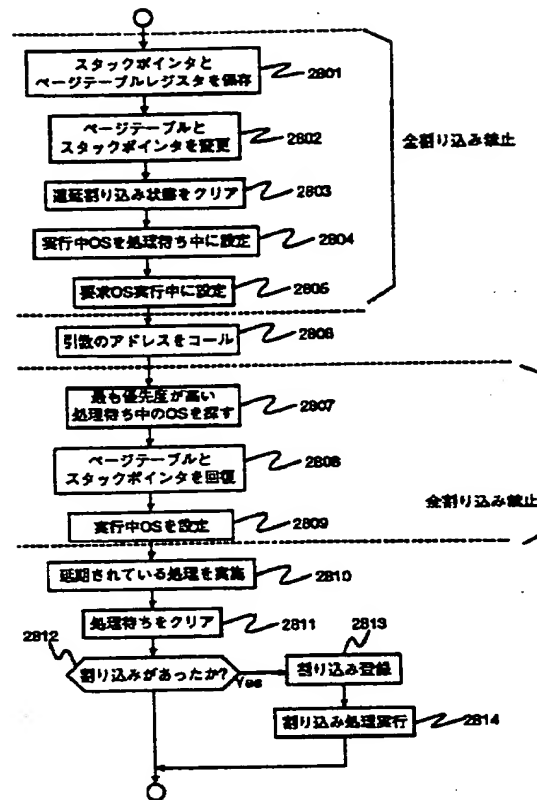 スタックポインタと
ページテーブルレジスタを保存
2801
ページテーブルと
スタックポインタを変更
2802
全割り込み禁止
遅延割り込み状態をクリア
2803
実行中OSを処理待ち中に設定
2804
要求OS実行中に設定
2805
引数のアドレスをコール
2806
最も優先度が高い
処理待ち中のOSを探す
2807
ページテーブルと
スタックポインタを回復
2808
全割り込み禁止
実行中OSを設定
2809
延期されている処理を実施
2810
処理待ちをクリア
2811
2812
2813
割り込みがあったか?
Yes
割り込み登録
割り込み処理実行
2814